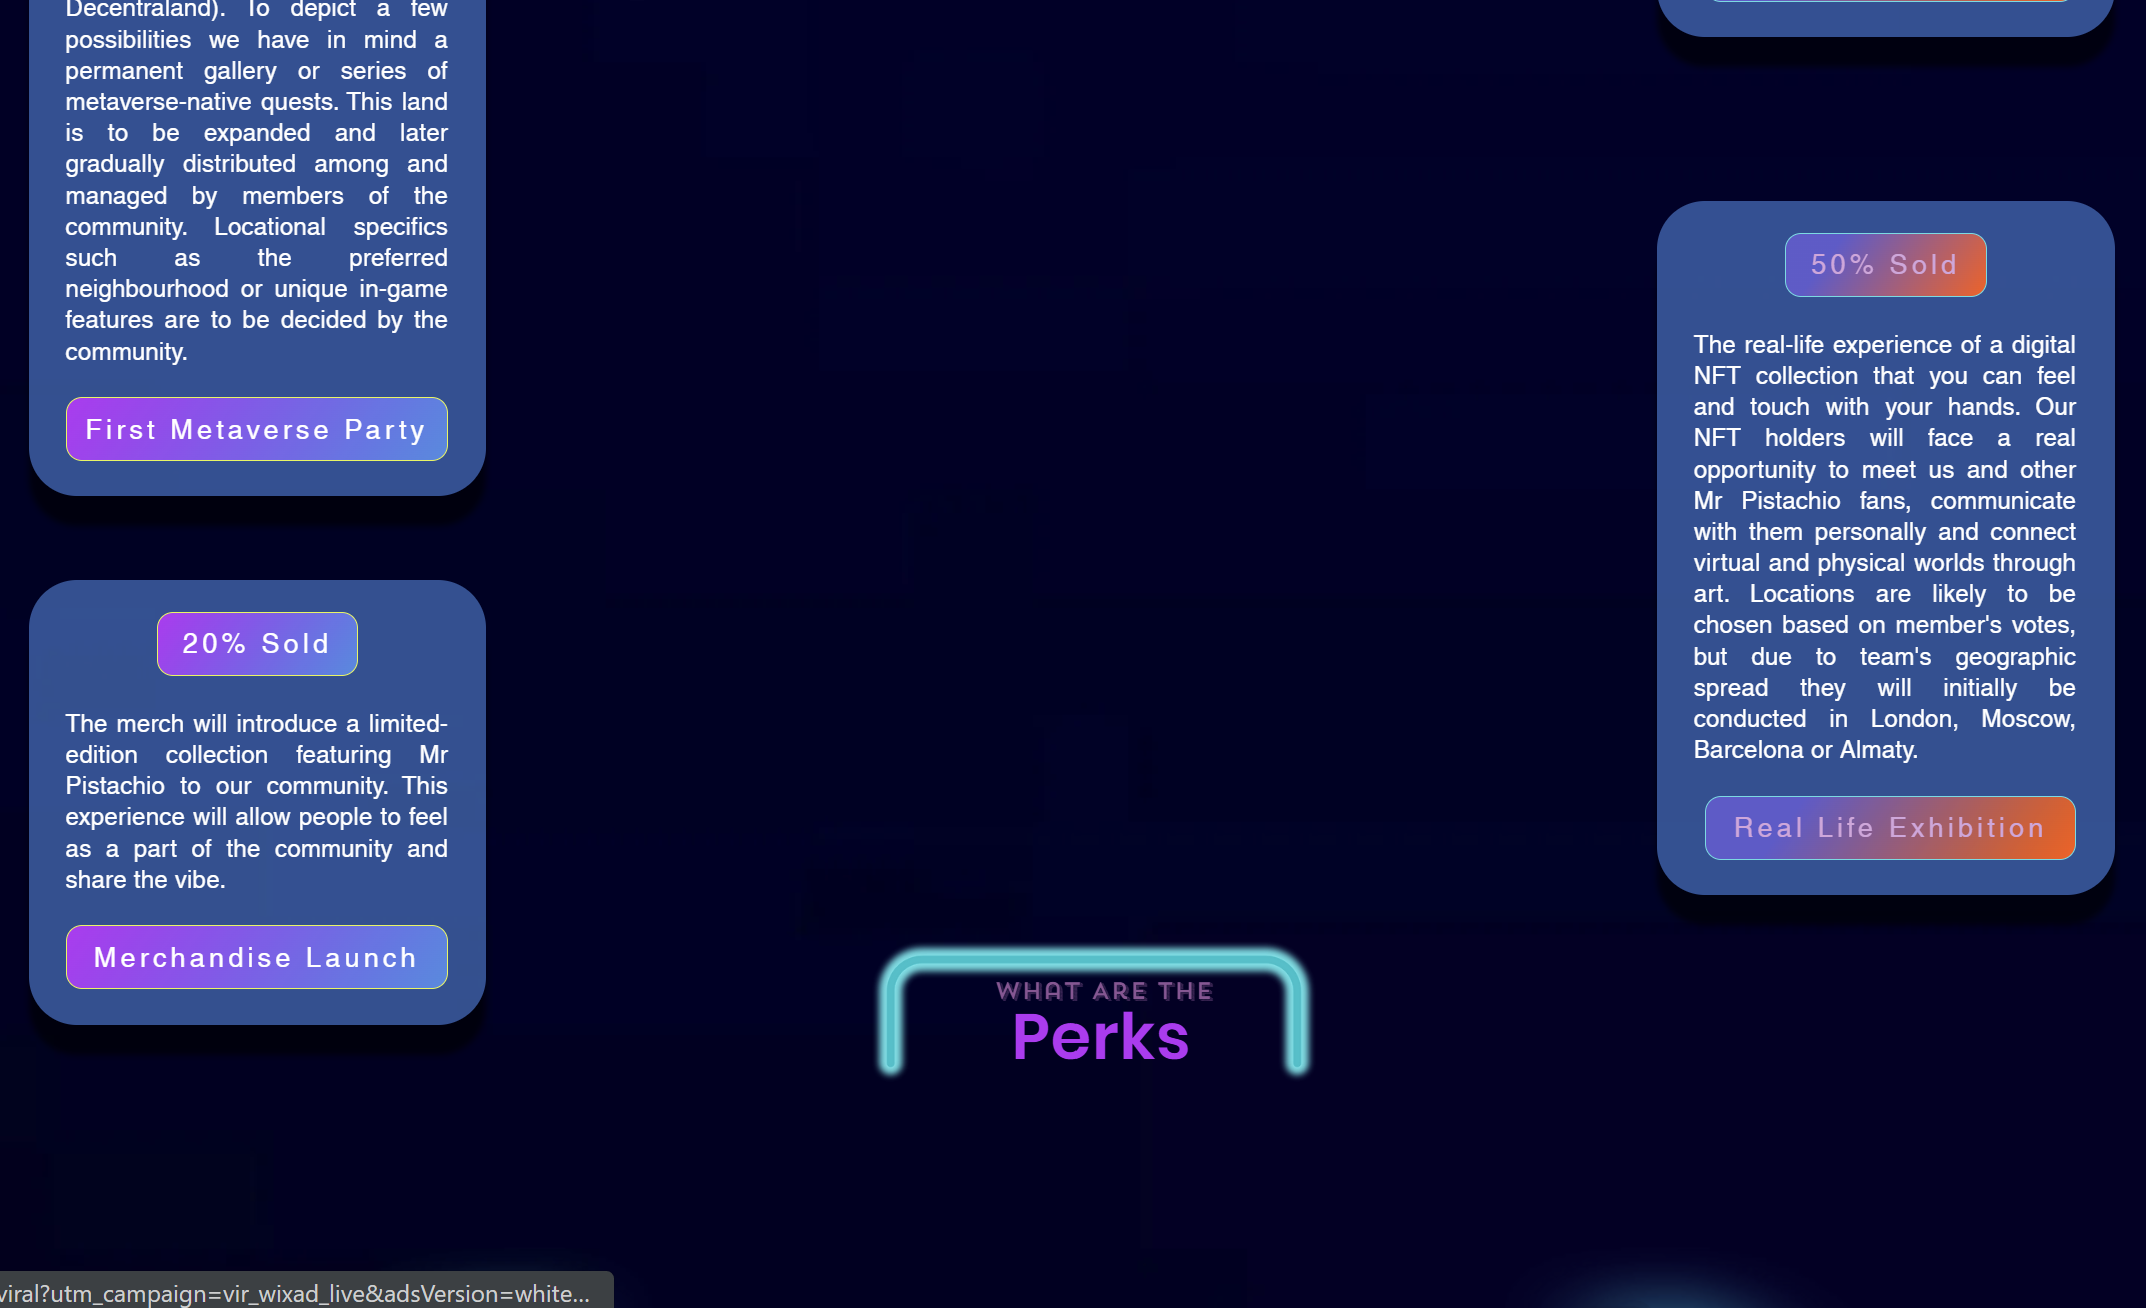 Decentraland). To depict a few
possibilities we have in mind a
permanent gallery or series of
metaverse-native quests. This land
is to be expanded and later
gradually distributed among and
managed by members of the
community. Locational specifics
such as the preferred
neighbourhood or unique in-game
features are to be decided by the
community.
First Metaverse Party
20% Sold
The merch will introduce a limited-
edition collection featuring Mr
Pistachio to our community. This
experience will allow people to feel
as a part of the community and
share the vibe.
Merchandise Launch
50% Sold
The real-life experience of a digital
NFT collection that you can feel
and touch with your hands. Our
NFT holders will face a real
opportunity to meet us and other
Mr Pistachio fans, communicate
with them personally and connect
virtual and physical worlds through
art. Locations are likely to be
chosen based on member's votes,
but due to team's geographic
spread they will initially be
conducted in London, Moscow,
Barcelona or Almaty.
Real Life Exhibition
WHAT ARE THE
Perks
viral?utm_campaign=vir_wixad_live&adsVersion=white...